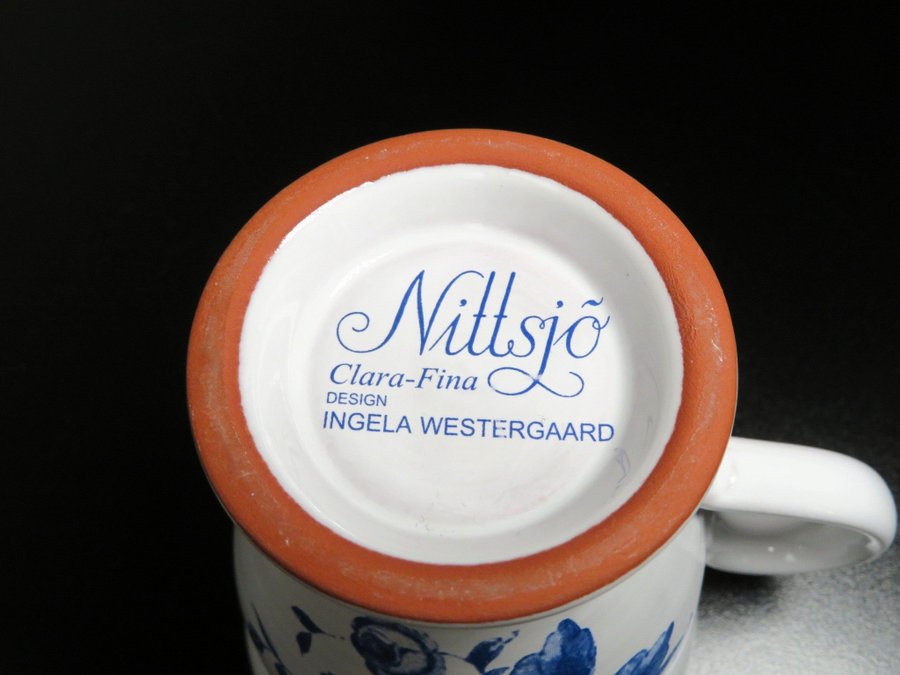 Nittsjö
Clara-Fina
DESIGN
INGELA WESTERGAARD